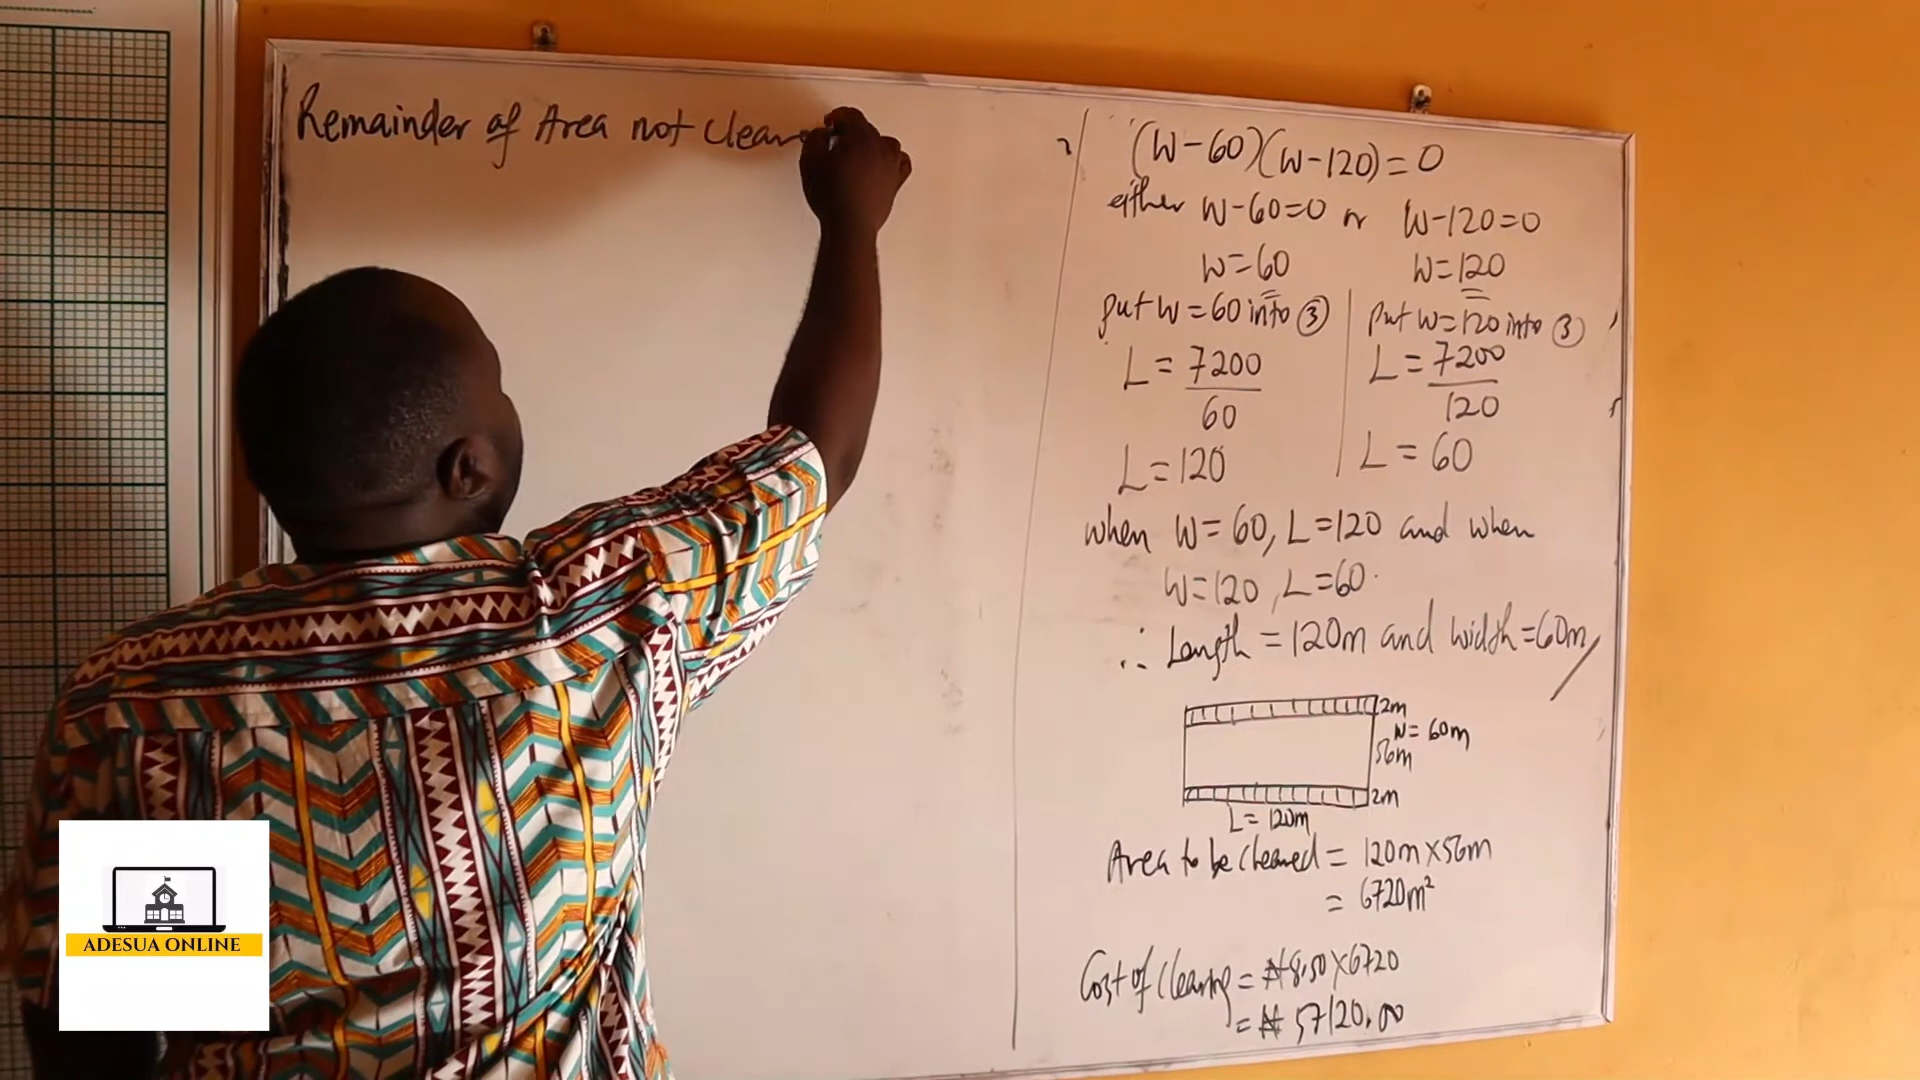 Remainder of Area not clear
(W-60)(W-120)=0
either W-60=0 or W-120=0
W=60 W=120
put W=60 into ③ put W=120 into ③
L = 7200/60 L = 7200/120
L=120 L = 60
when W=60, L=120 and when
W=120, L=60.
∴ Length = 120m and width=60m
2m
W= 60m
56m
2m
L= 120m
Area to be cleared = 120m×56m
= 6720m²
Cost of clearing = ₦8.50×6720
= ₦57120.00
ADESUA ONLINE